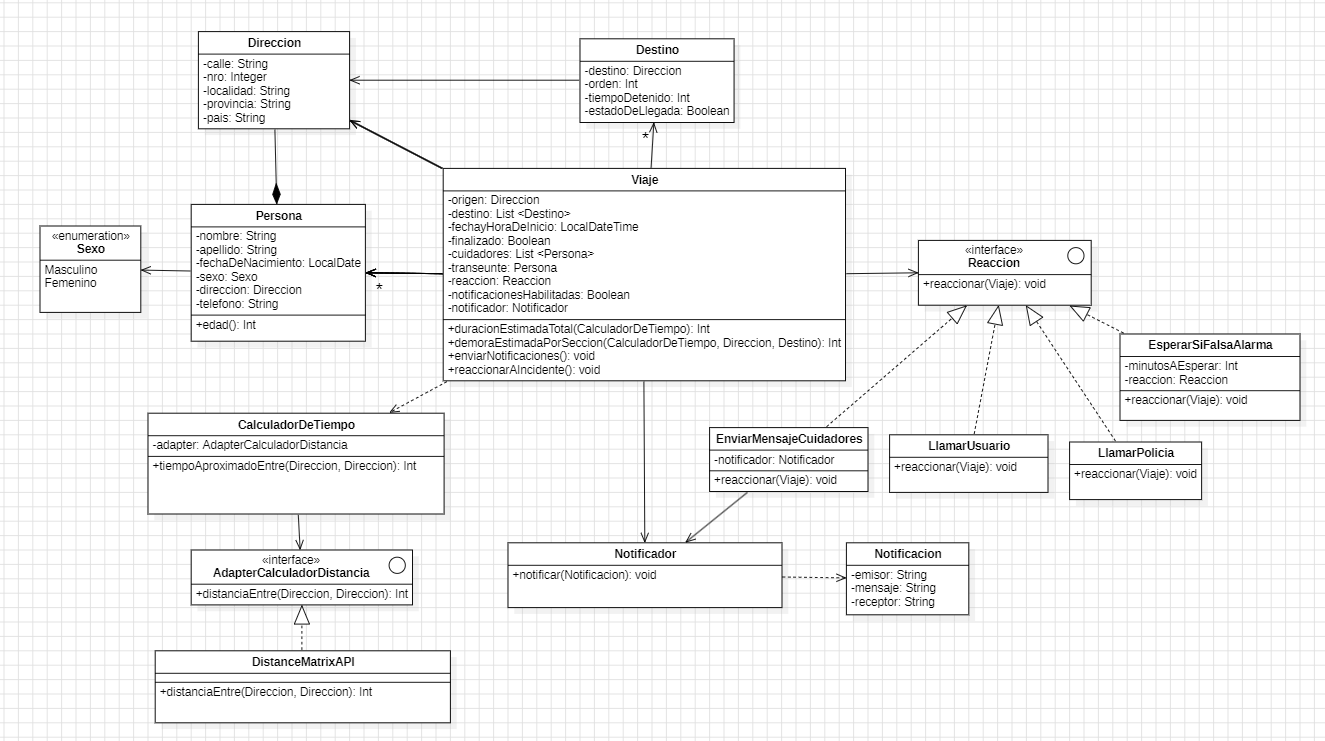 Direccion
-calle: String
-nro: Integer
-localidad: String
-provincia: String
-pais: String
Destino
-destino: Direccion
-orden: Int
-tiempoDetenido: Int
-estadoDeLlegada: Boolean
*
Viaje
-origen: Direccion
-destino: List <Destino>
-fechayHoraDeInicio: LocalDateTime
-finalizado: Boolean
-cuidadores: List <Persona>
-transeunte: Persona
-reaccion: Reaccion
-notificacionesHabilitadas: Boolean
-notificador: Notificador
+duracionEstimadaTotal(CalculadorDeTiempo): Int
+demoraEstimadaPorSeccion(CalculadorDeTiempo, Direccion, Destino): Int
+enviarNotificaciones(): void
+reaccionarAIncidente(): void
Persona
-nombre: String
-apellido: String
-fechaDeNacimiento: LocalDate
-sexo: Sexo
-direccion: Direccion
-telefono: String
+edad(): Int
*
«enumeration»
Sexo
Masculino
Femenino
«interface»
Reaccion
+reaccionar(Viaje): void
EsperarSiFalsaAlarma
-minutosAEsperar: Int
-reaccion: Reaccion
+reaccionar(Viaje): void
CalculadorDeTiempo
-adapter: AdapterCalculadorDistancia
+tiempoAproximadoEntre(Direccion, Direccion): Int
EnviarMensajeCuidadores
-notificador: Notificador
+reaccionar(Viaje): void
LlamarUsuario
+reaccionar(Viaje): void
LlamarPolicia
+reaccionar(Viaje): void
«interface»
AdapterCalculadorDistancia
+distanciaEntre(Direccion, Direccion): Int
Notificador
+notificar(Notificacion): void
Notificacion
-emisor: String
-mensaje: String
-receptor: String
DistanceMatrixAPI
+distanciaEntre(Direccion, Direccion): Int